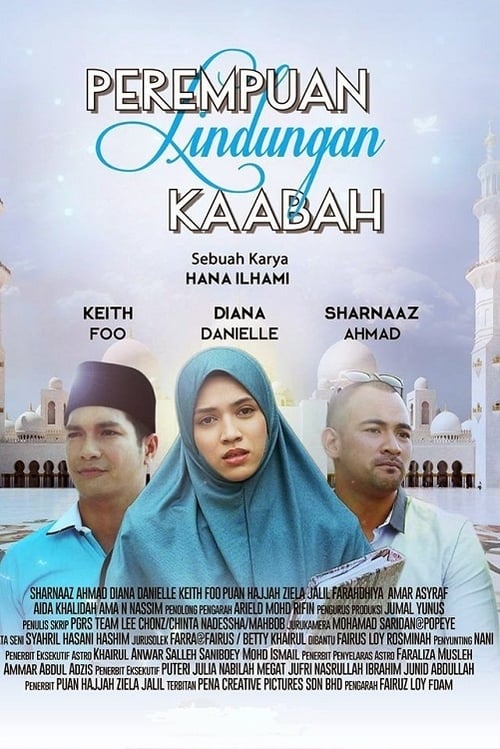 PEREMPUAN
Lindungan
KAABAH
Sebuah Karya
HANA ILHAMI
KEITH FOO
DIANA DANIELLE
SHARNAAZ AHMAD
SHARNAAZ AHMAD DIANA DANIELLE KEITH FOO PUAN HAJJAH ZIELA JALIL FARAHDHIYA AMAR ASYRAF
AIDA KHALIDAH AMA N NASSIM PENOLONG PENGARAH ARIELD MOHD RIFIN PENGURUS PRODUKSI JUMAL YUNUS
PENULIS SKRIP PGRS TEAM LEE CHONZ/CHINTA NADESSHA/MAHBOB JURUKAMERA MOHAMAD SARIDAN@POPEYE
TA SENI SYAHRIL HASANI HASHIM JURUSOLEK FARRA@FAIRUS / BETTY KHAIRUL DIBANTU FAIRUS LOY ROSMINAH PENYUNTING NANI
PENERBIT EKSEKUTIF ASTRO KHAIRUL ANWAR SALLEH SANIBOEY MOHD ISMAIL PENERBIT PENYELARAS ASTRO FARALIZA MUSLEH
AMMAR ABDUL ADZIS PENERBIT EKSEKUTIF PUTERI JULIA NABILAH MEGAT JUFRI NASRULLAH IBRAHIM JUNID ABDULLAH
PENERBIT PUAN HAJJAH ZIELA JALIL TERBITAN PENA CREATIVE PICTURES SDN BHD PENGARAH FAIRUZ LOY FDAM